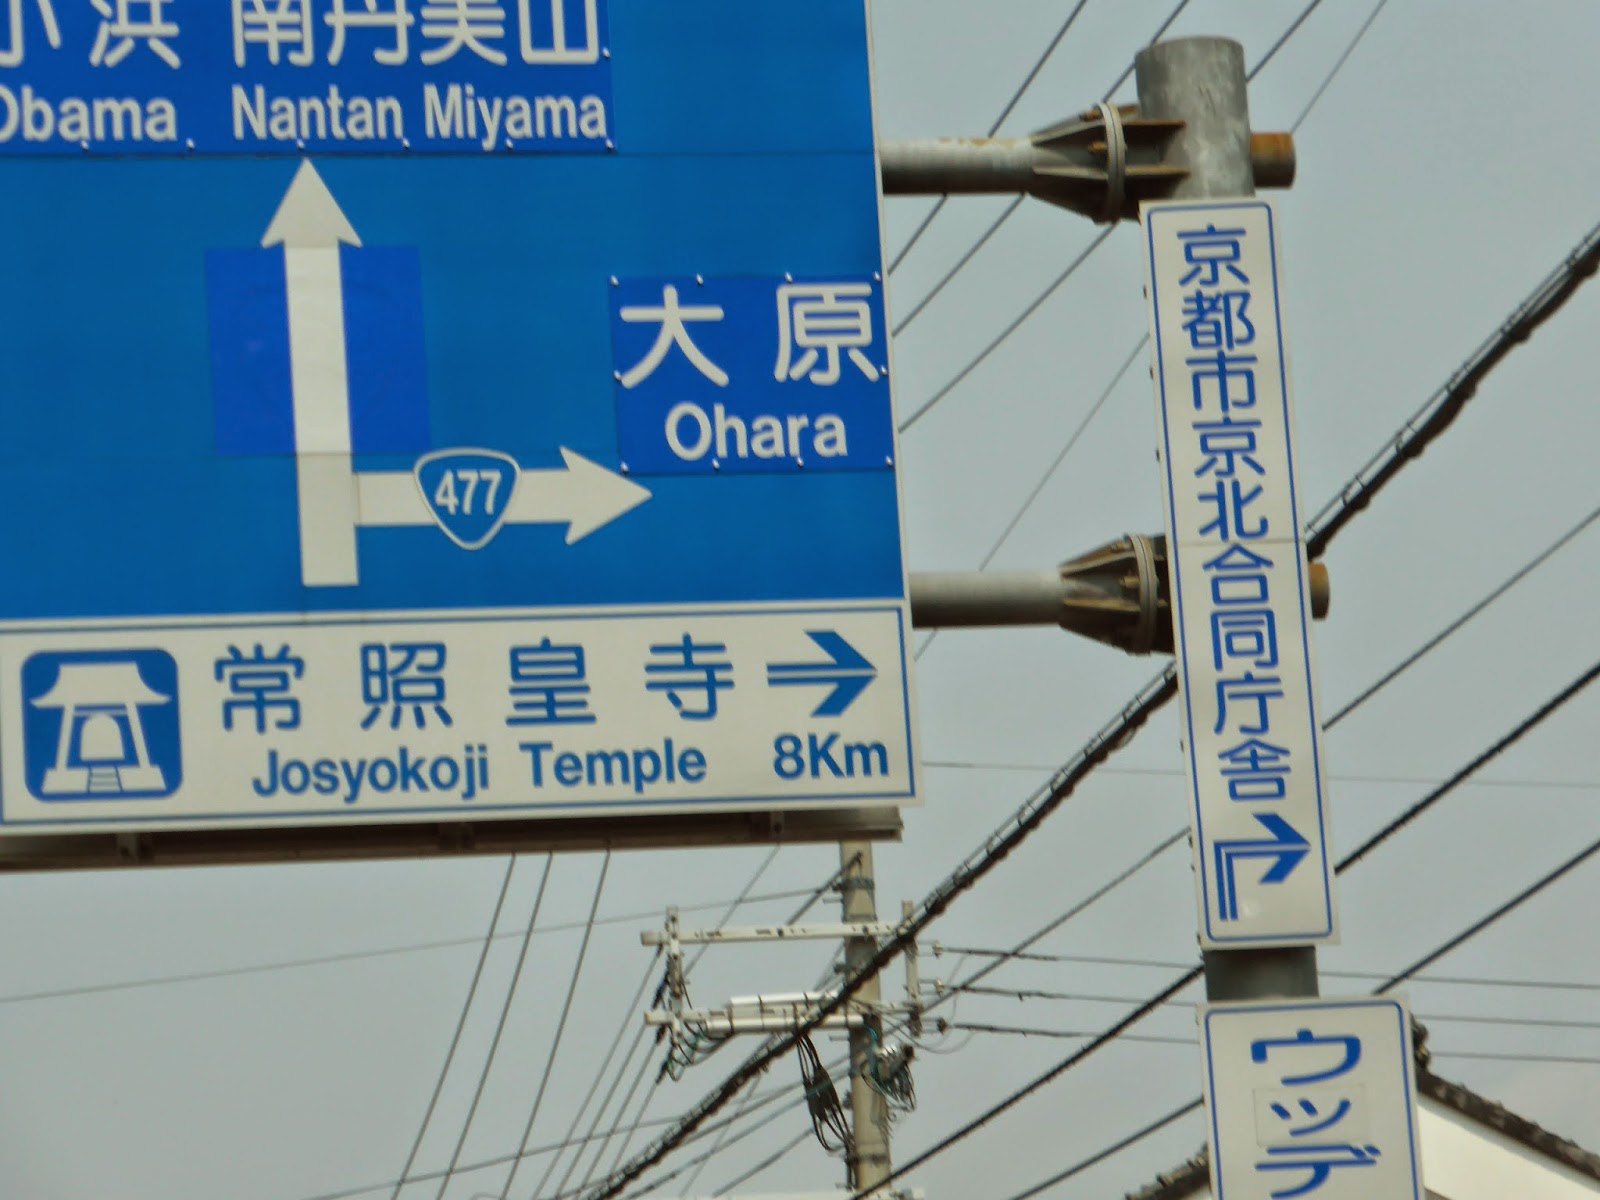 小浜 南丹美山
Obama Nantan Miyama
大原
Ohara
477
常照皇寺
Josyokoji Temple 8Km
京都市京北合同庁舎
ウッデ